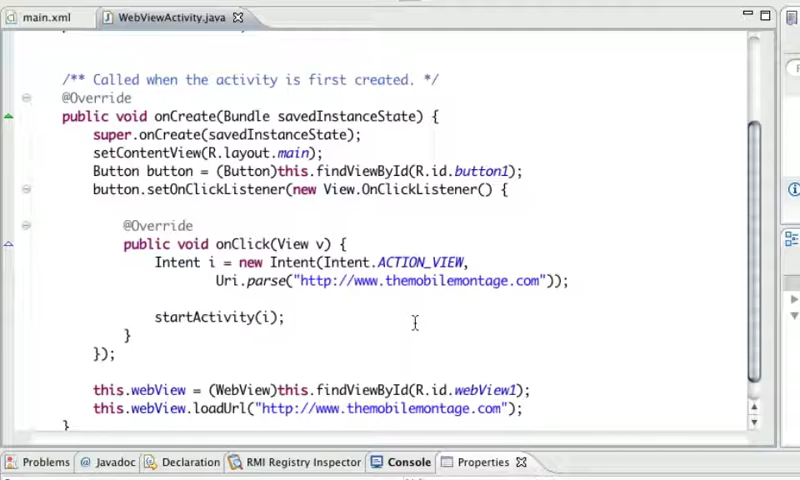 main.xml
WebViewActivity.java
/** Called when the activity is first created. */
@Override
public void onCreate(Bundle savedInstanceState) {
super.onCreate(savedInstanceState);
setContentView(R.layout.main);
Button button = (Button)this.findViewById(R.id.button1);
button.setOnClickListener(new View.OnClickListener() {
@Override
public void onClick(View v) {
Intent i = new Intent(Intent.ACTION_VIEW,
Uri.parse("http://www.themobilemontage.com"));
startActivity(i);
}
});
this.webView = (WebView)this.findViewById(R.id.webView1);
this.webView.loadUrl("http://www.themobilemontage.com");
}
Problems @ Javadoc Declaration RMI Registry Inspector Console Properties